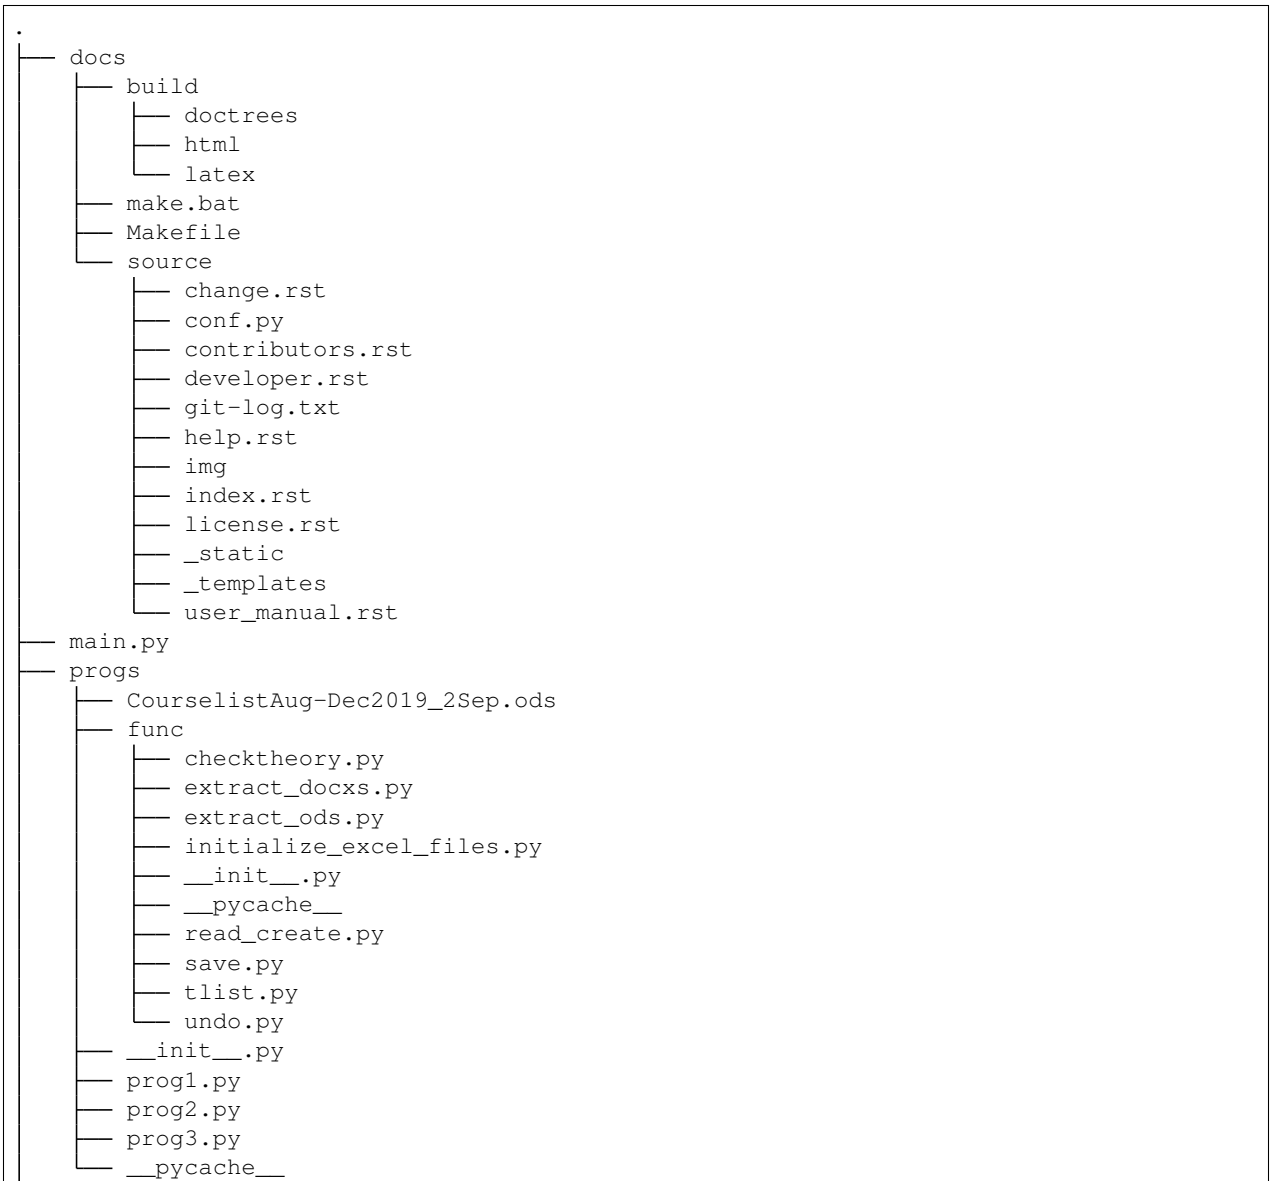 .
├── docs
│   ├── build
│   │   ├── doctrees
│   │   ├── html
│   │   └── latex
│   ├── make.bat
│   ├── Makefile
│   └── source
│       ├── change.rst
│       ├── conf.py
│       ├── contributors.rst
│       ├── developer.rst
│       ├── git-log.txt
│       ├── help.rst
│       ├── img
│       ├── index.rst
│       ├── license.rst
│       ├── _static
│       ├── _templates
│       └── user_manual.rst
├── main.py
├── progs
│   ├── CourselistAug-Dec2019_2Sep.ods
│   ├── func
│   │   ├── checktheory.py
│   │   ├── extract_docxs.py
│   │   ├── extract_ods.py
│   │   ├── initialize_excel_files.py
│   │   ├── __init__.py
│   │   ├── __pycache__
│   │   ├── read_create.py
│   │   ├── save.py
│   │   ├── tlist.py
│   │   └── undo.py
│   ├── __init__.py
│   ├── prog1.py
│   ├── prog2.py
│   ├── prog3.py
│   └── __pycache__